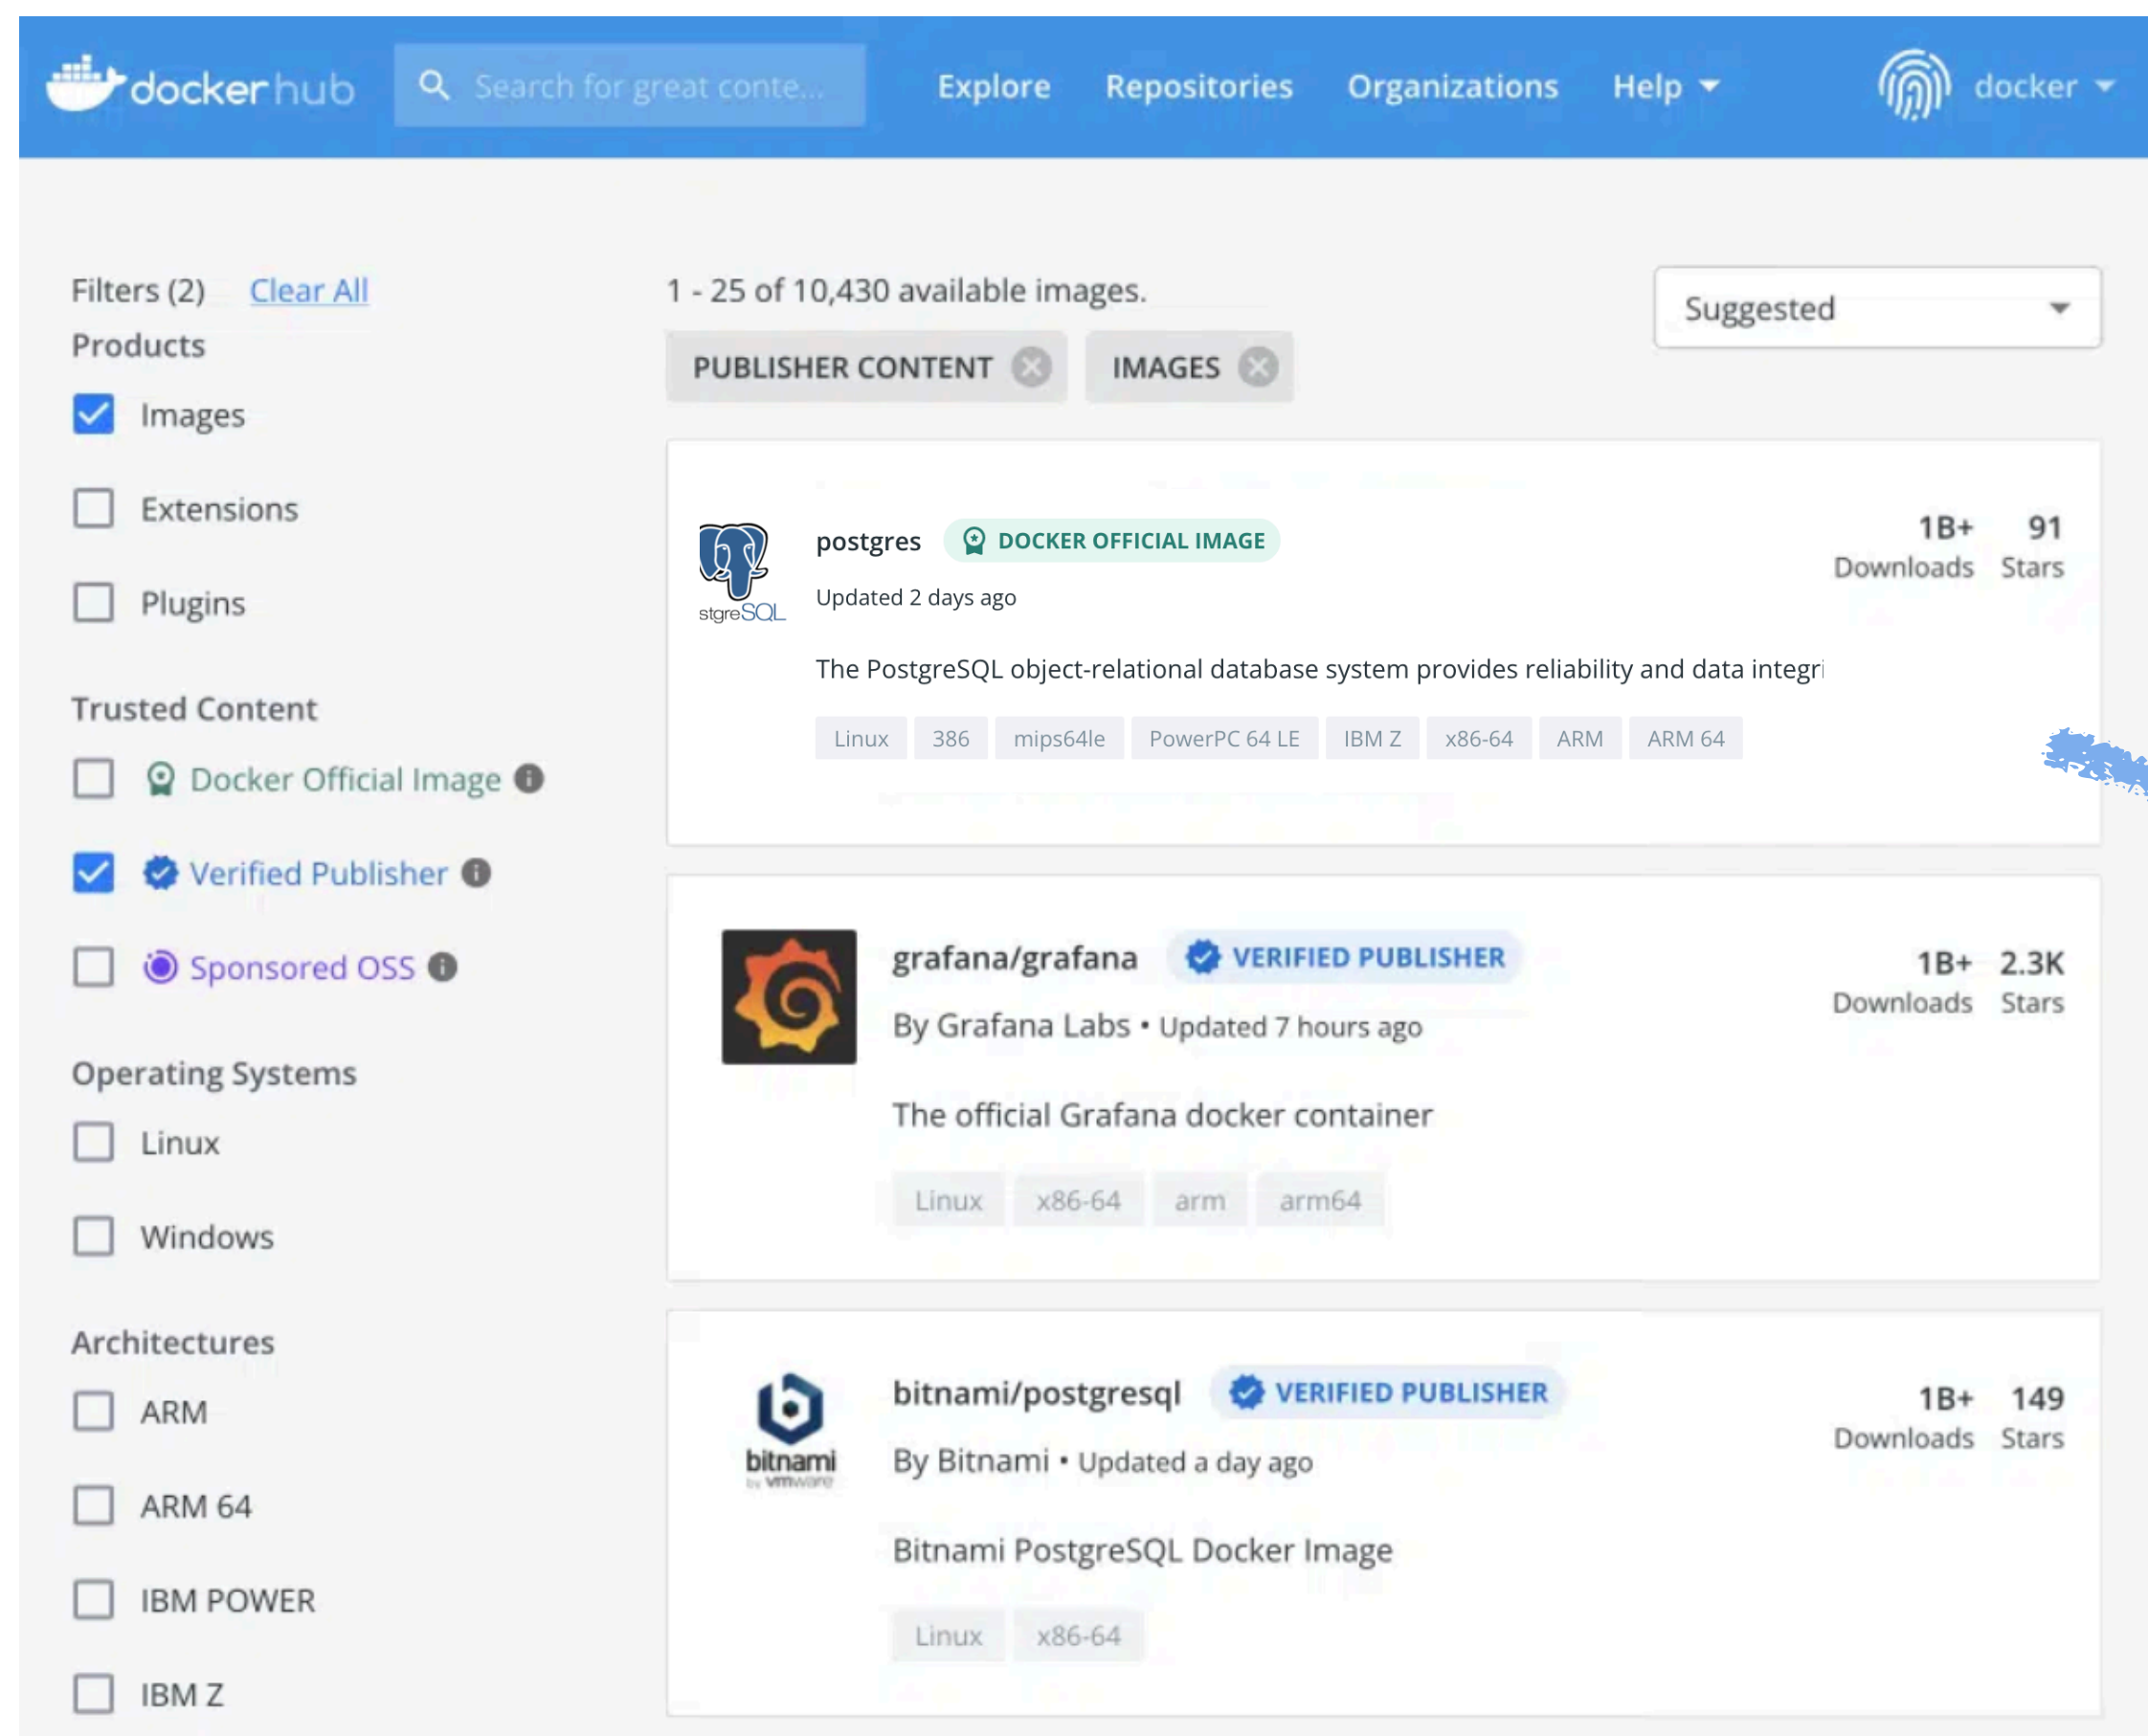 docker hub
Search for great conte...
Explore
Repositories
Organizations
Help
docker
Filters (2)
Clear All
Products
Images
Extensions
Plugins
Trusted Content
Docker Official Image
Verified Publisher
Sponsored OSS
Operating Systems
Linux
Windows
Architectures
ARM
ARM 64
IBM POWER
IBM Z
1 - 25 of 10,430 available images.
Suggested
PUBLISHER CONTENT
IMAGES
stgreSQL
postgres
DOCKER OFFICIAL IMAGE
Updated 2 days ago
The PostgreSQL object-relational database system provides reliability and data integri
Linux
386
mips64le
PowerPC 64 LE
IBM Z
x86-64
ARM
ARM 64
1B+ 91
Downloads Stars
grafana/grafana
VERIFIED PUBLISHER
By Grafana Labs • Updated 7 hours ago
The official Grafana docker container
Linux
x86-64
arm
arm64
1B+ 2.3K
Downloads Stars
bitnami
by vmware
bitnami/postgresql
VERIFIED PUBLISHER
By Bitnami • Updated a day ago
Bitnami PostgreSQL Docker Image
Linux
x86-64
1B+ 149
Downloads Stars